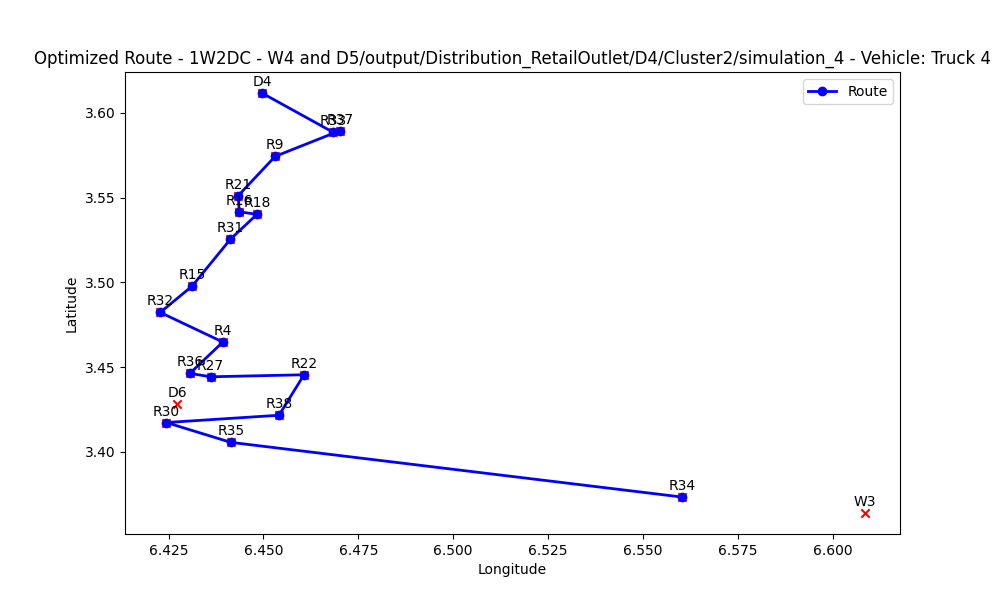 Optimized Route - 1W2DC - W4 and D5/output/Distribution_RetailOutlet/D4/Cluster2/simulation_4 - Vehicle: Truck 4
Route
D4
R33
R37
R9
R21
R16
R18
R31
R15
R32
R4
R36
R27
R22
D6
R38
R30
R35
R34
W3
3.60
3.55
3.50
3.45
3.40
Latitude
6.425
6.450
6.475
6.500
6.525
6.550
6.575
6.600
Longitude